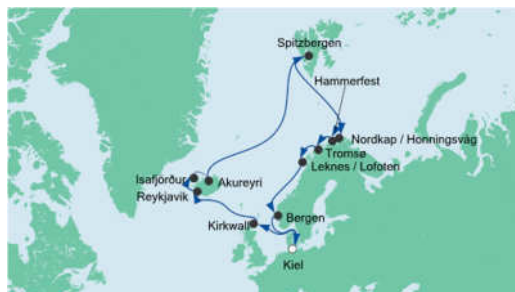 Spitzbergen
Hammerfest
Nordkap / Honningsvåg
Tromsø
Leknes / Lofoten
Isafjörður
Akureyri
Reykjavik
Kirkwall
Bergen
Kiel